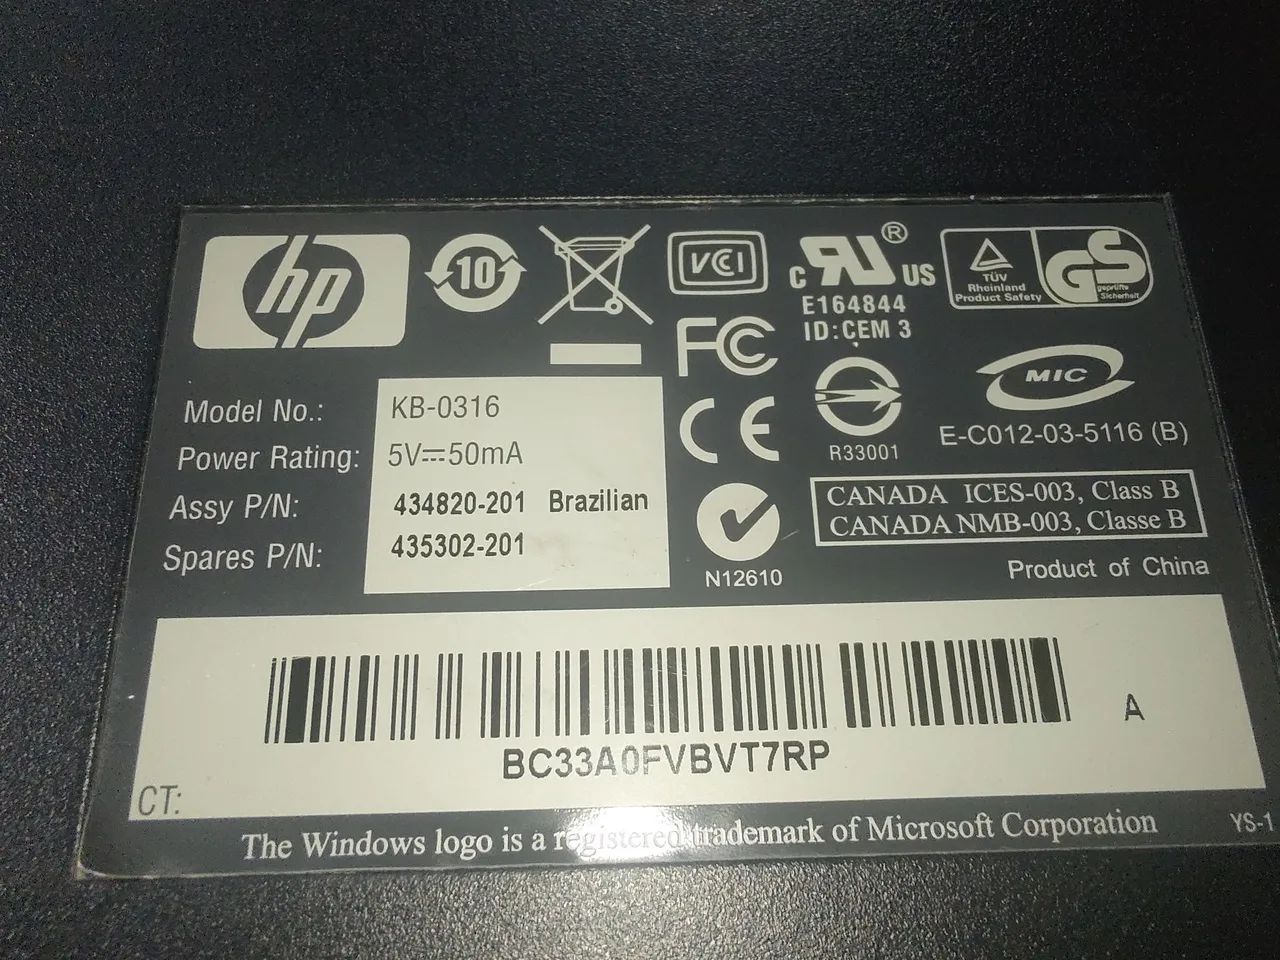 hp
10
VCI
C RU US ®
E164844
ID:CEM 3
TÜV
Rheinland
Product Safety
GS
geprüfte
Sicherheit
FC
CE
R33001
MIC
E-C012-03-5116 (B)
Model No.: KB-0316
Power Rating: 5V⎓50mA
Assy P/N: 434820-201 Brazilian
Spares P/N: 435302-201
N12610
CANADA ICES-003, Class B
CANADA NMB-003, Classe B
Product of China
BC33A0FVBVT7RP
A
CT:
The Windows logo is a registered trademark of Microsoft Corporation
YS-1